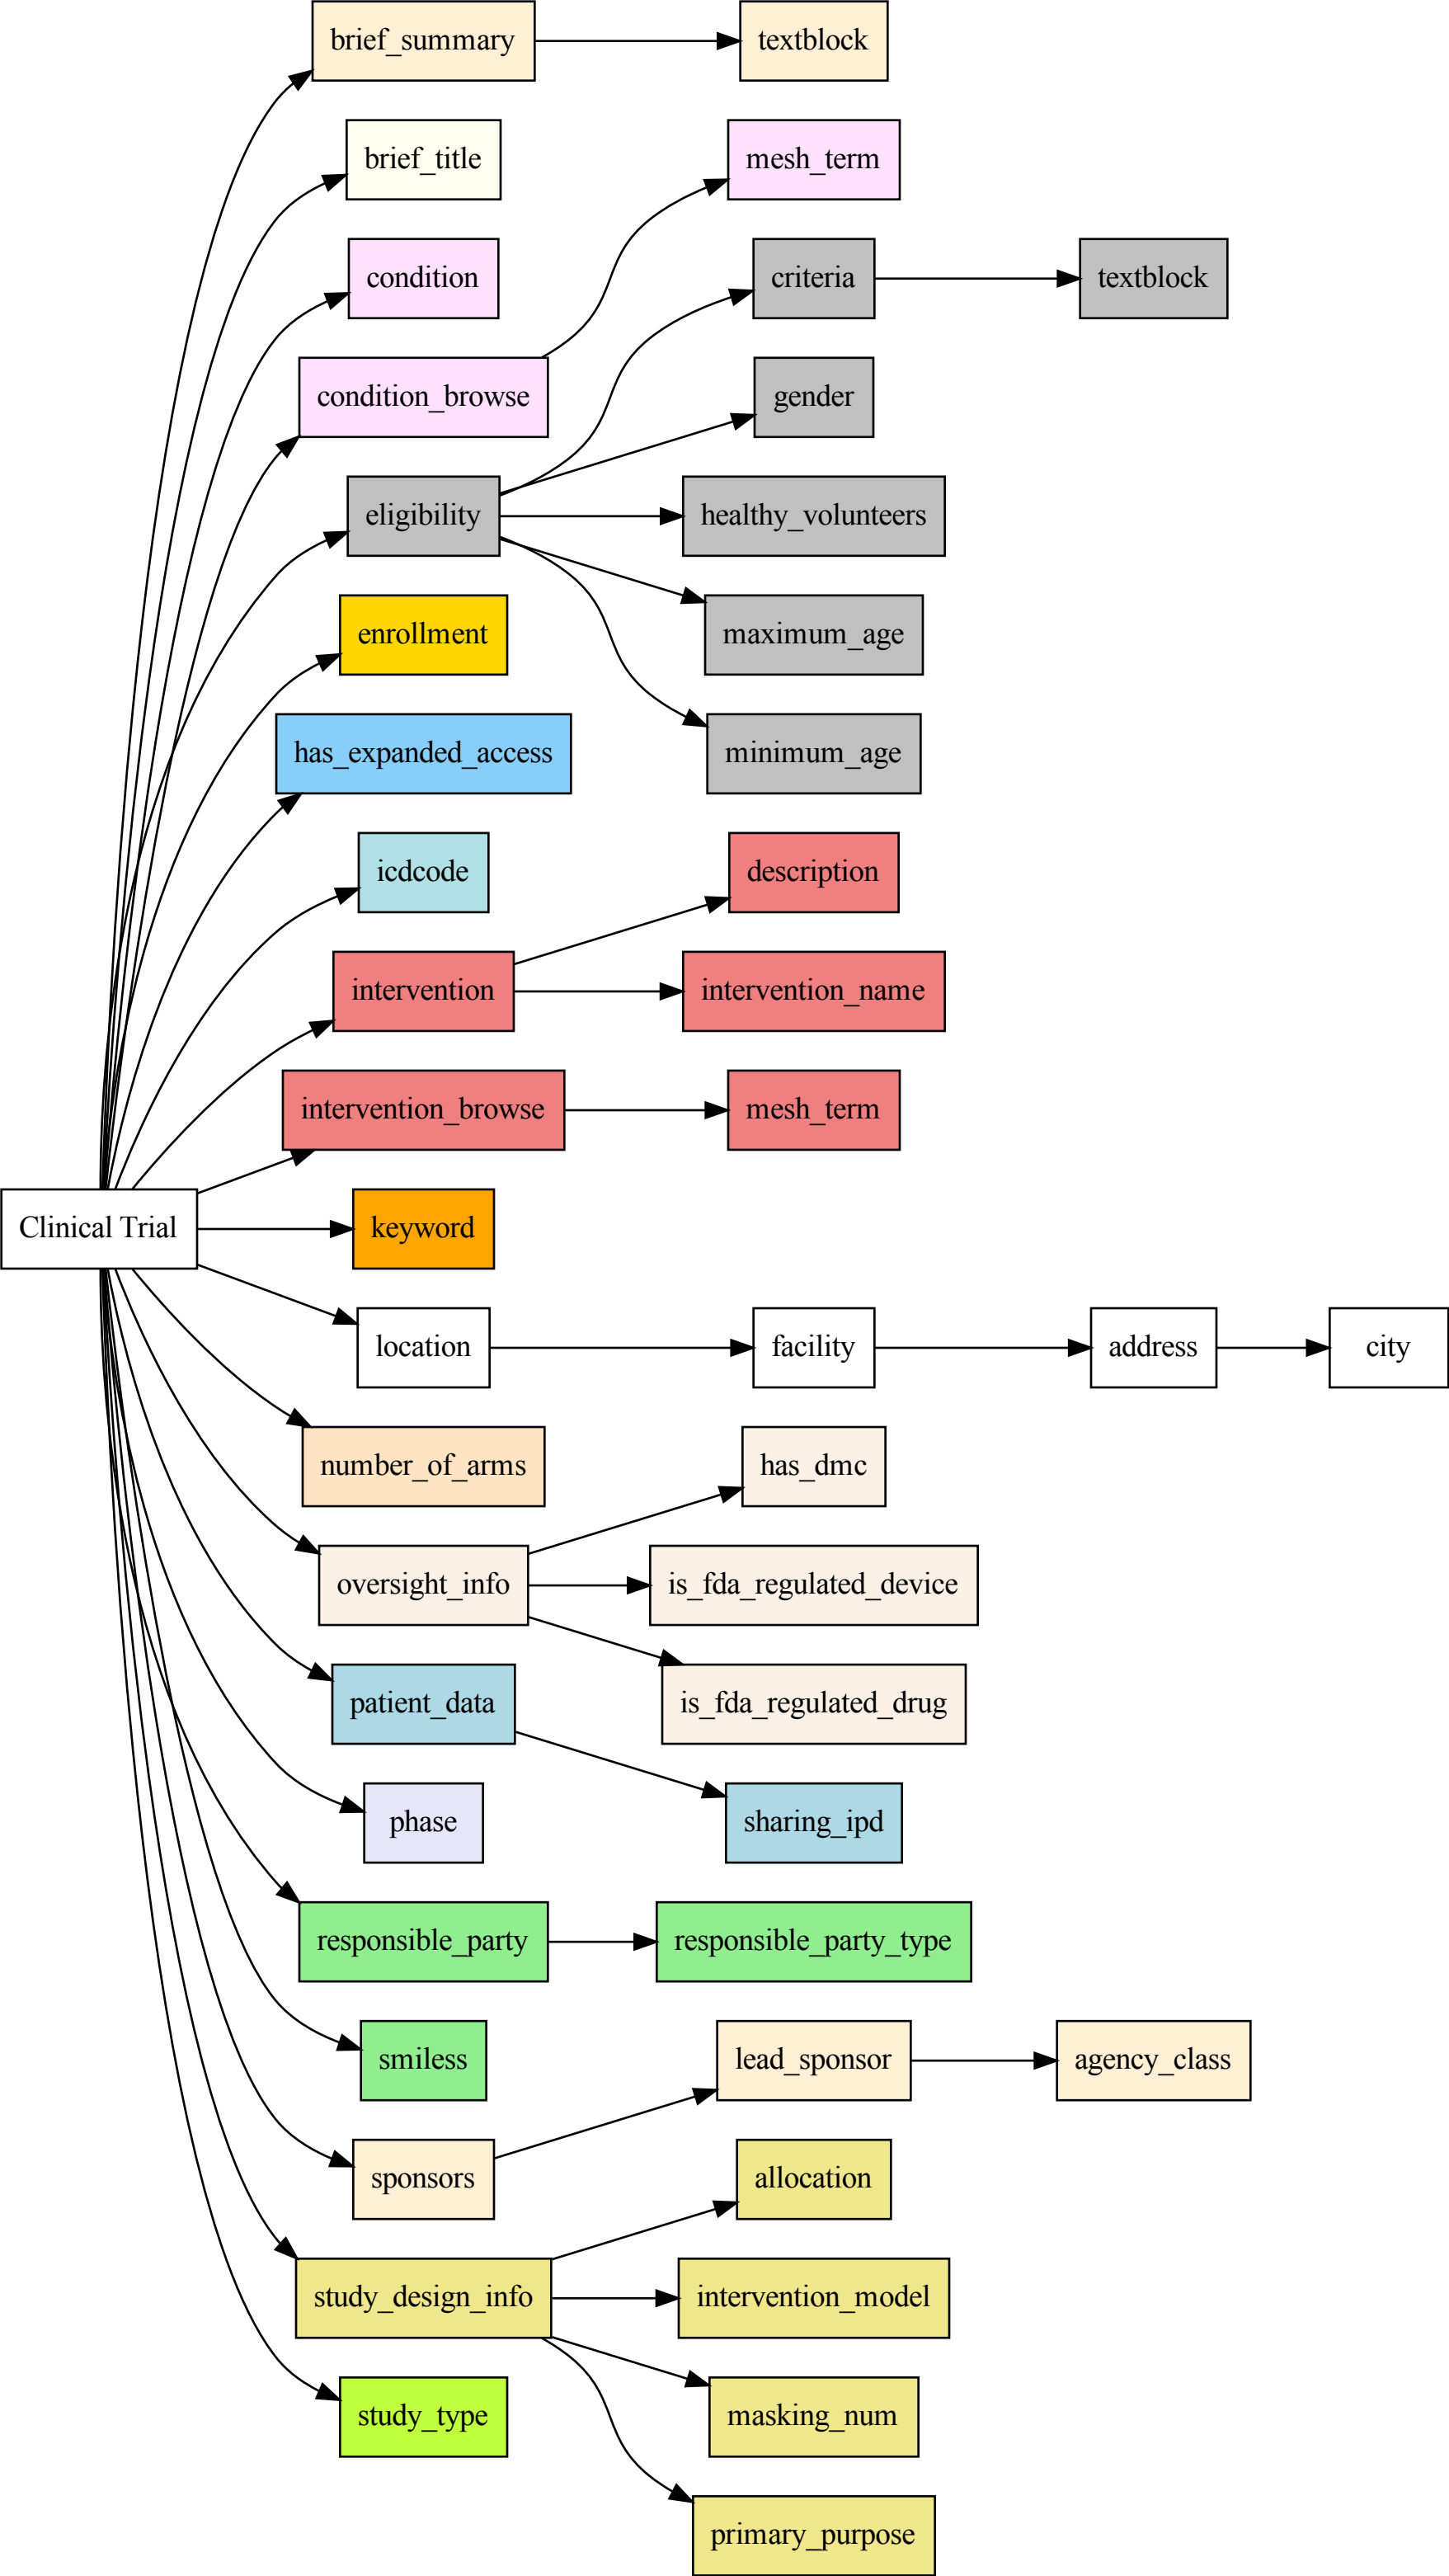 brief_summary
textblock
brief_title
mesh_term
condition
criteria
textblock
condition_browse
gender
eligibility
healthy_volunteers
enrollment
maximum_age
has_expanded_access
minimum_age
icdcode
description
intervention
intervention_name
intervention_browse
mesh_term
Clinical Trial
keyword
location
facility
address
city
number_of_arms
has_dmc
oversight_info
is_fda_regulated_device
patient_data
is_fda_regulated_drug
phase
sharing_ipd
responsible_party
responsible_party_type
smiless
lead_sponsor
agency_class
sponsors
allocation
study_design_info
intervention_model
study_type
masking_num
primary_purpose